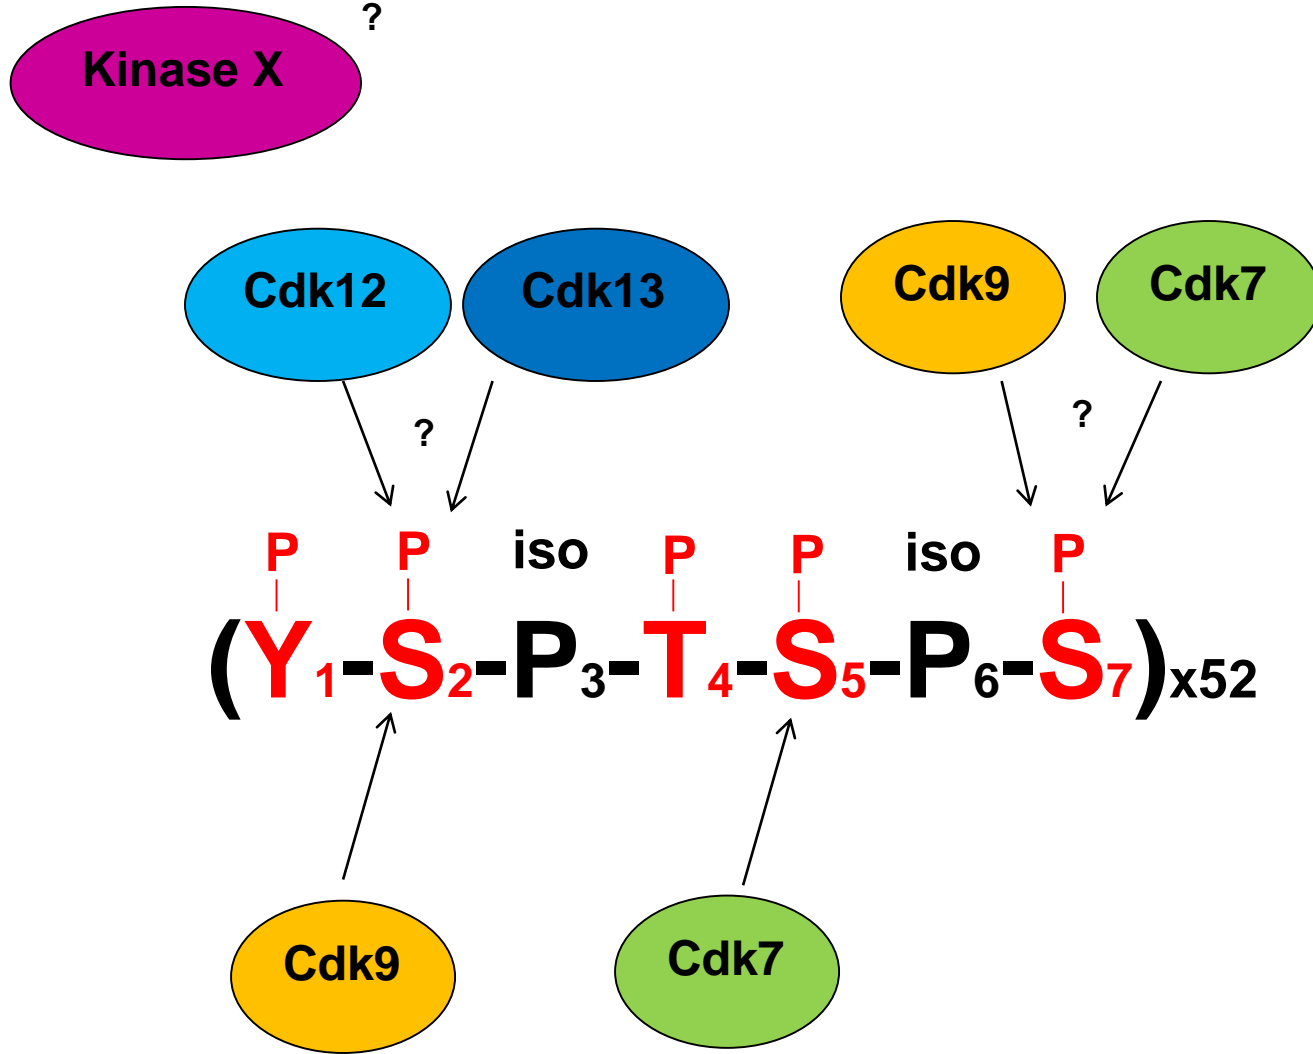 ?
Kinase X
Cdk12 Cdk13 Cdk9 Cdk7
? ?
P P iso P P iso P
(Y1-S2-P3-T4-S5-P6-S7)x52
Cdk9 Cdk7